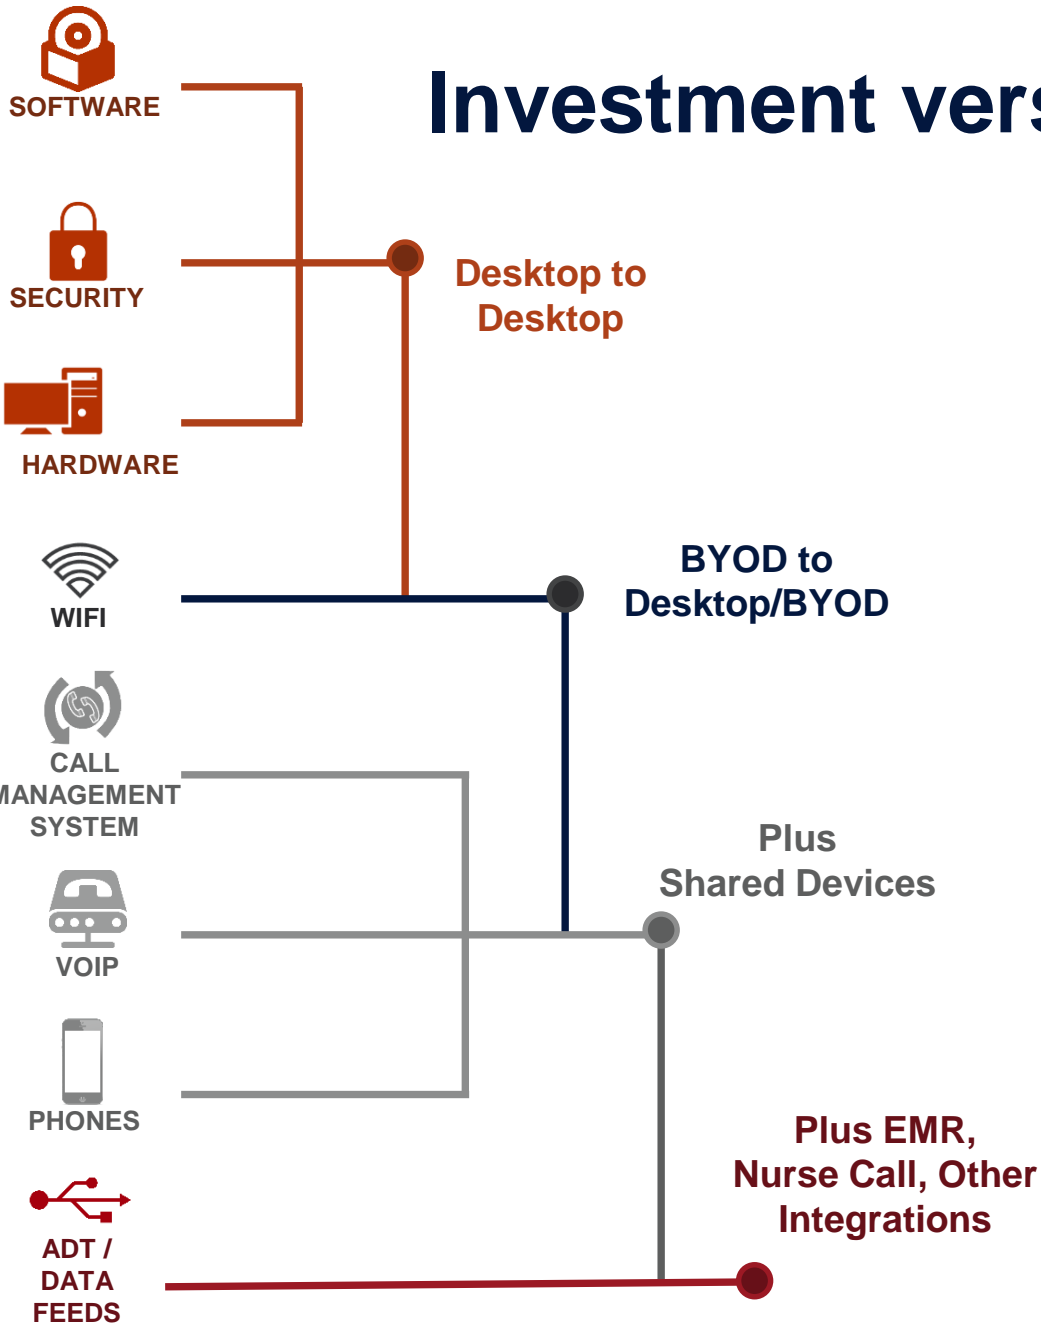 SOFTWARE
Investment vers
SECURITY
Desktop to
Desktop
HARDWARE
WIFI
BYOD to
Desktop/BYOD
CALL
MANAGEMENT
SYSTEM
Plus
Shared Devices
VOIP
PHONES
Plus EMR,
Nurse Call, Other
Integrations
ADT /
DATA
FEEDS